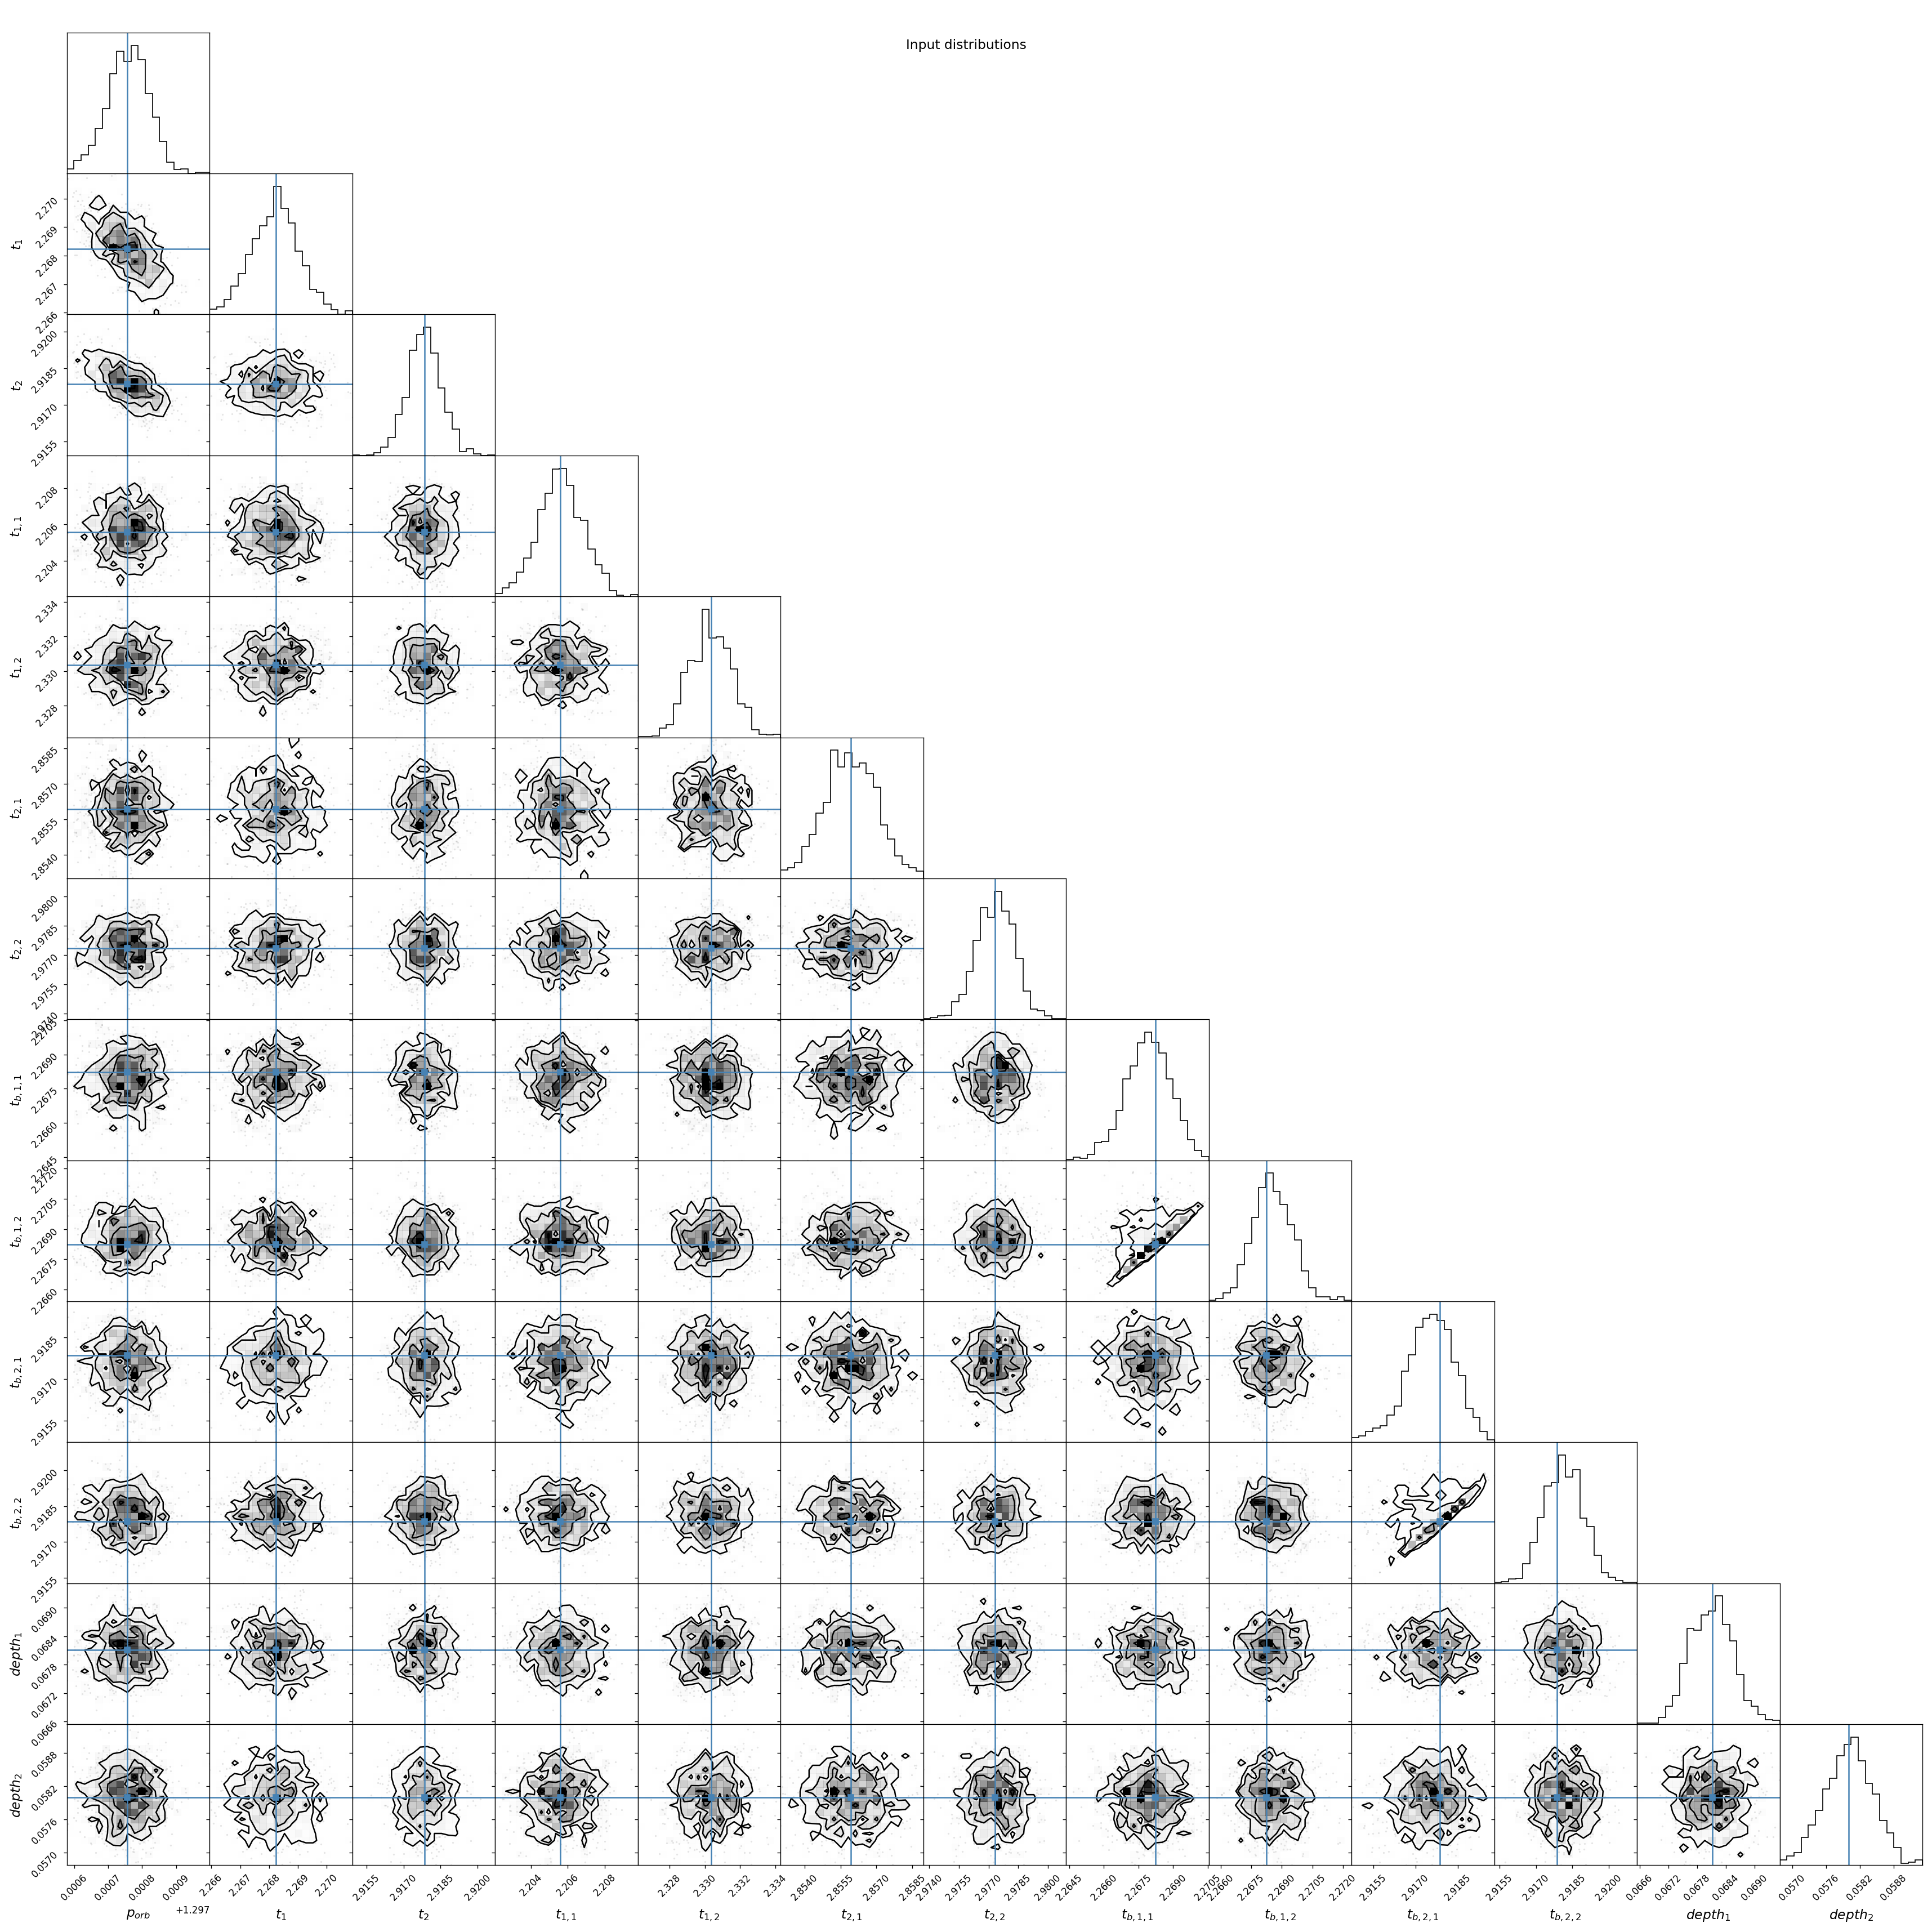 Input distributions
2.270
2.269
2.268
2.267
2.266
t_1
2.9200
2.9185
2.9170
2.9155
t_2
2.208
2.206
2.204
t_{1,1}
2.334
2.332
2.330
2.328
t_{1,2}
2.8585
2.8570
2.8555
2.8540
t_{2,1}
2.9800
2.9785
2.9770
2.9755
2.9740
t_{2,2}
2.2705
2.2690
2.2675
2.2660
2.2645
t_{b,1,1}
2.2720
2.2705
2.2690
2.2675
2.2660
t_{b,1,2}
2.9185
2.9170
2.9155
t_{b,2,1}
2.9200
2.9185
2.9170
2.9155
t_{b,2,2}
0.0690
0.0684
0.0678
0.0672
0.0666
depth_1
0.0588
0.0582
0.0576
0.0570
depth_2
0.0006 0.0007 0.0008 0.0009
+1.297
p_{orb}
2.266 2.267 2.268 2.269 2.270
t_1
2.9155 2.9170 2.9185 2.9200
t_2
2.204 2.206 2.208
t_{1,1}
2.328 2.330 2.332 2.334
t_{1,2}
2.8540 2.8555 2.8570 2.8585
t_{2,1}
2.9740 2.9755 2.9770 2.9785 2.9800
t_{2,2}
2.2645 2.2660 2.2675 2.2690 2.2705
t_{b,1,1}
2.2660 2.2675 2.2690 2.2705 2.2720
t_{b,1,2}
2.9155 2.9170 2.9185
t_{b,2,1}
2.9155 2.9170 2.9185 2.9200
t_{b,2,2}
0.0666 0.0672 0.0678 0.0684 0.0690
depth_1
0.0570 0.0576 0.0582 0.0588
depth_2